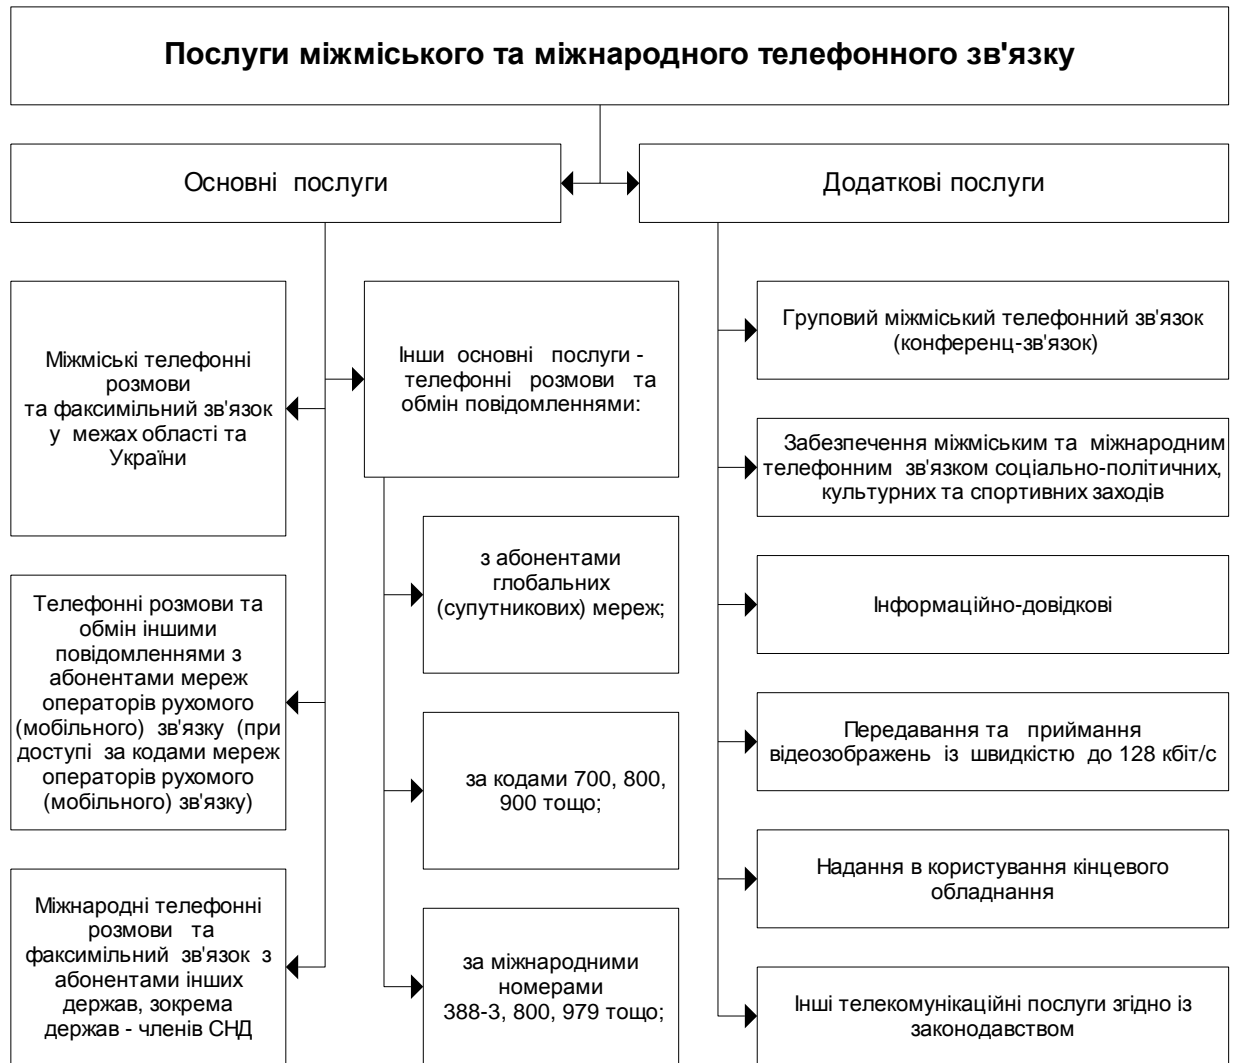 Послуги міжміського та міжнародного телефонного зв'язку
Основні послуги
Додаткові послуги
Міжміські телефонні
розмови
та факсимільний зв'язок
у межах області та
України
Телефонні розмови та
обмін іншими
повідомленнями з
абонентами мереж
операторів рухомого
(мобільного) зв'язку (при
доступі за кодами мереж
операторів рухомого
(мобільного) зв'язку)
Міжнародні телефонні
розмови та
факсимільний зв'язок з
абонентами інших
держав, зокрема
держав - членів СНД
Інши основні послуги -
телефонні розмови та
обмін повідомленнями:
з абонентами
глобальних
(супутникових) мереж;
за кодами 700, 800,
900 тощо;
за міжнародними
номерами
388-3, 800, 979 тощо;
Груповий міжміський телефонний зв'язок
(конференц-зв'язок)
Забезпечення міжміським та міжнародним
телефонним зв'язком соціально-політичних,
культурних та спортивних заходів
Інформаційно-довідкові
Передавання та приймання
відеозображень із швидкістю до 128 кбіт/с
Надання в користування кінцевого
обладнання
Інші телекомунікаційні послуги згідно із
законодавством